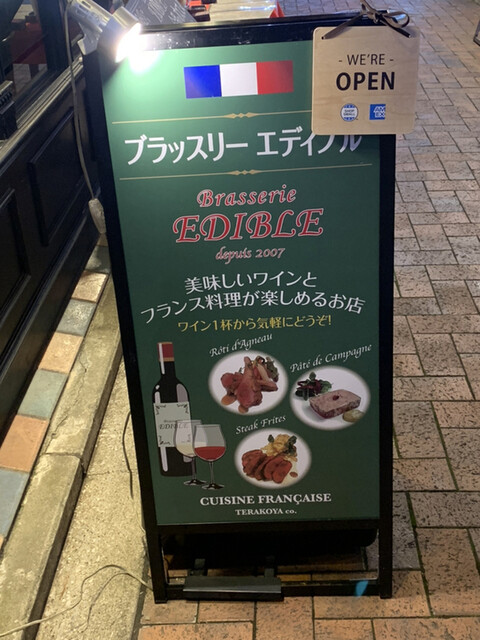 - WE'RE -
OPEN
ブラッスリー エディブル
Brasserie
EDIBLE
depuis 2007
美味しいワインと
フランス料理が楽しめるお店
ワイン1杯から気軽にどうぞ!
Rôti d'Agneau
Pâté de Campagne
EDIBLE
Steak Frites
CUISINE FRANÇAISE
TERAKOYA co.